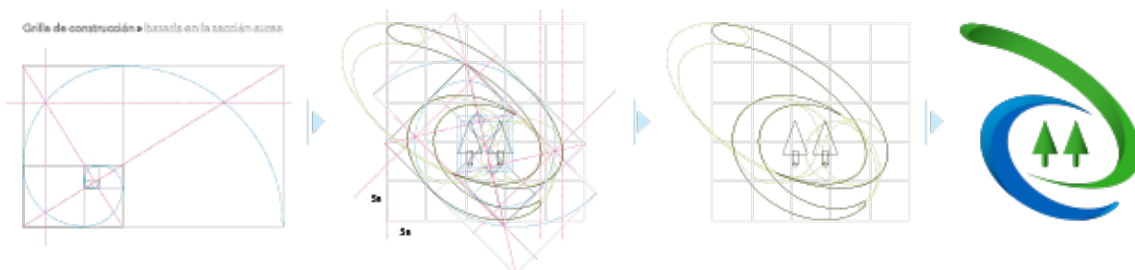 Grilla de construcción ▸ basada en la sección aurea
5a
5a